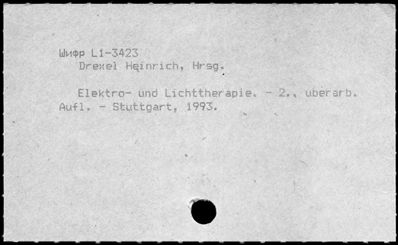 Шифр L1-3423
Drexel Heinrich, Hrsg.
Elektro- und Lichttherapie. - 2., uberarb.
Aufl. - Stuttgart, 1993.